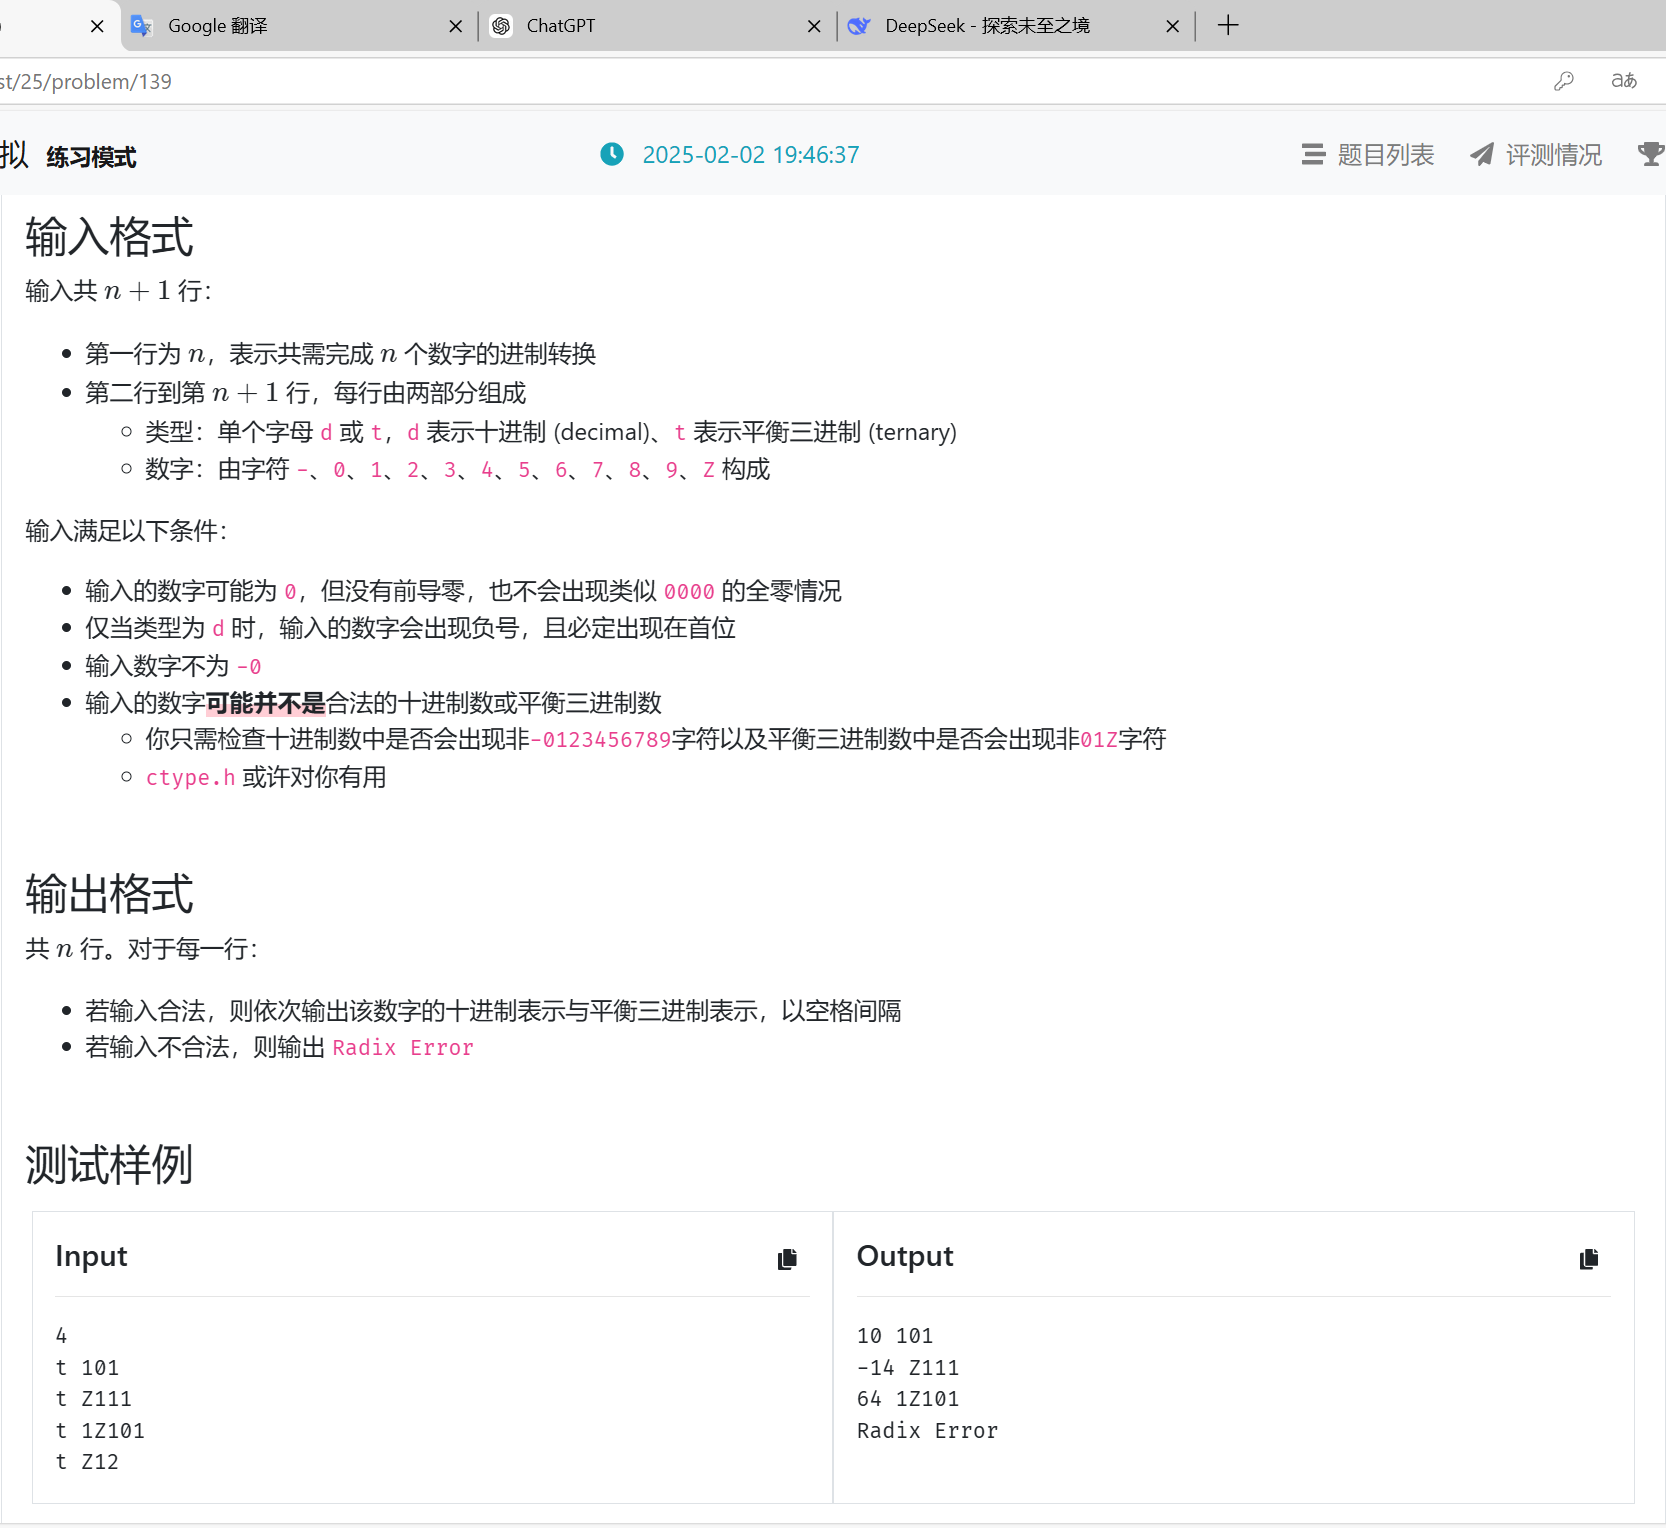 Google 翻译
ChatGPT
DeepSeek - 探索未至之境
st/25/problem/139
aあ
拟 练习模式
2025-02-02 19:46:37
题目列表
评测情况
输入格式
输入共 n + 1 行：
第一行为 n，表示共需完成 n 个数字的进制转换
第二行到第 n + 1 行，每行由两部分组成
类型：单个字母 d 或 t，d 表示十进制 (decimal)、t 表示平衡三进制 (ternary)
数字：由字符 -、0、1、2、3、4、5、6、7、8、9、Z 构成
输入满足以下条件：
输入的数字可能为 0，但没有前导零，也不会出现类似 0000 的全零情况
仅当类型为 d 时，输入的数字会出现负号，且必定出现在首位
输入数字不为 -0
输入的数字可能并不是合法的十进制数或平衡三进制数
你只需检查十进制数中是否会出现非-0123456789字符以及平衡三进制数中是否会出现非01Z字符
ctype.h 或许对你有用
输出格式
共 n 行。对于每一行：
若输入合法，则依次输出该数字的十进制表示与平衡三进制表示，以空格间隔
若输入不合法，则输出 Radix Error
测试样例
Input
4
t 101
t Z111
t 1Z101
t Z12
Output
10 101
-14 Z111
64 1Z101
Radix Error